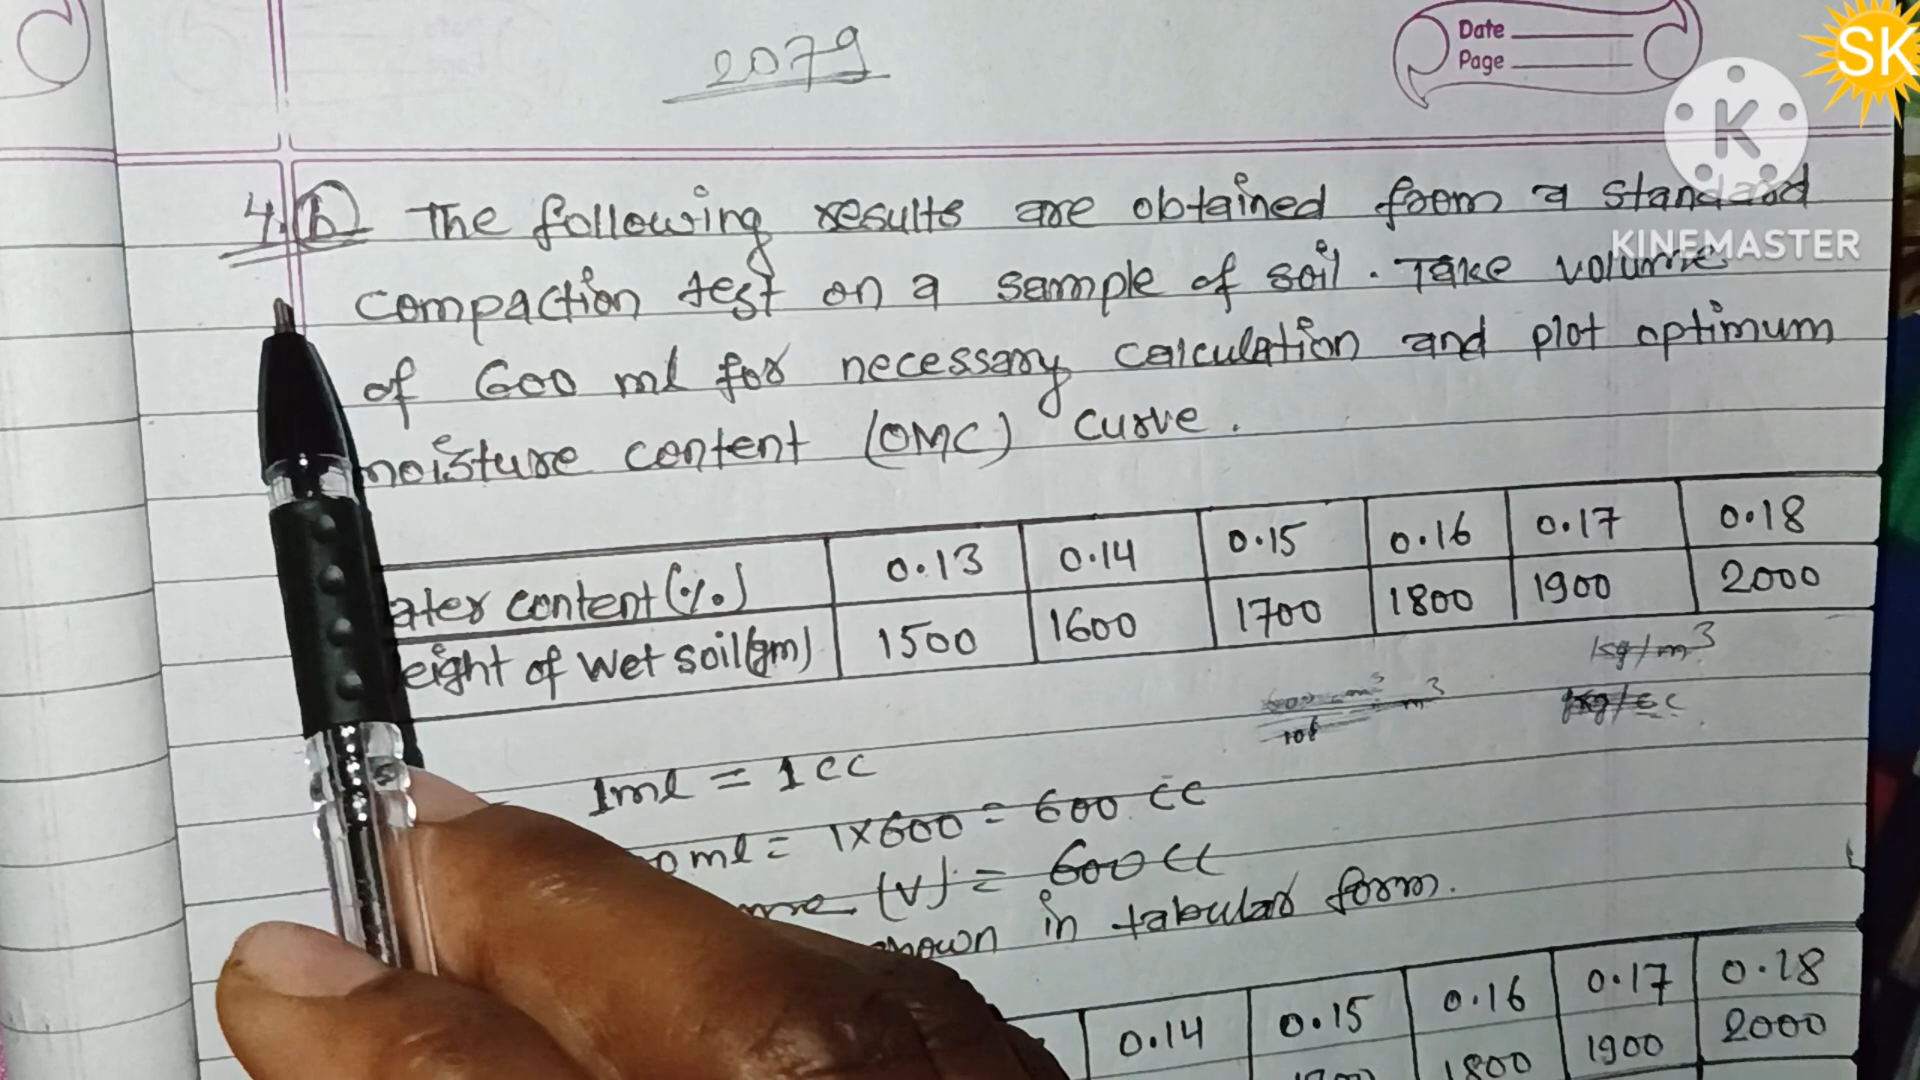 2079
Date
Page
SK
K
KINEMASTER
4.(b) The following results are obtained from a standard
compaction test on a sample of soil. Take volume
of 600 ml for necessary calculation and plot optimum
moisture content (OMC) curve.
ater content (%) 0.13 0.14 0.15 0.16 0.17 0.18
eight of wet soil(gm) 1500 1600 1700 1800 1900 2000
kg/m³
1ml = 1cc
0 ml = 1x600 = 600 cc
me (V) = 600 cc
hown in tabular form.
0.14 0.15 0.16 0.17 0.18
1800 1900 2000